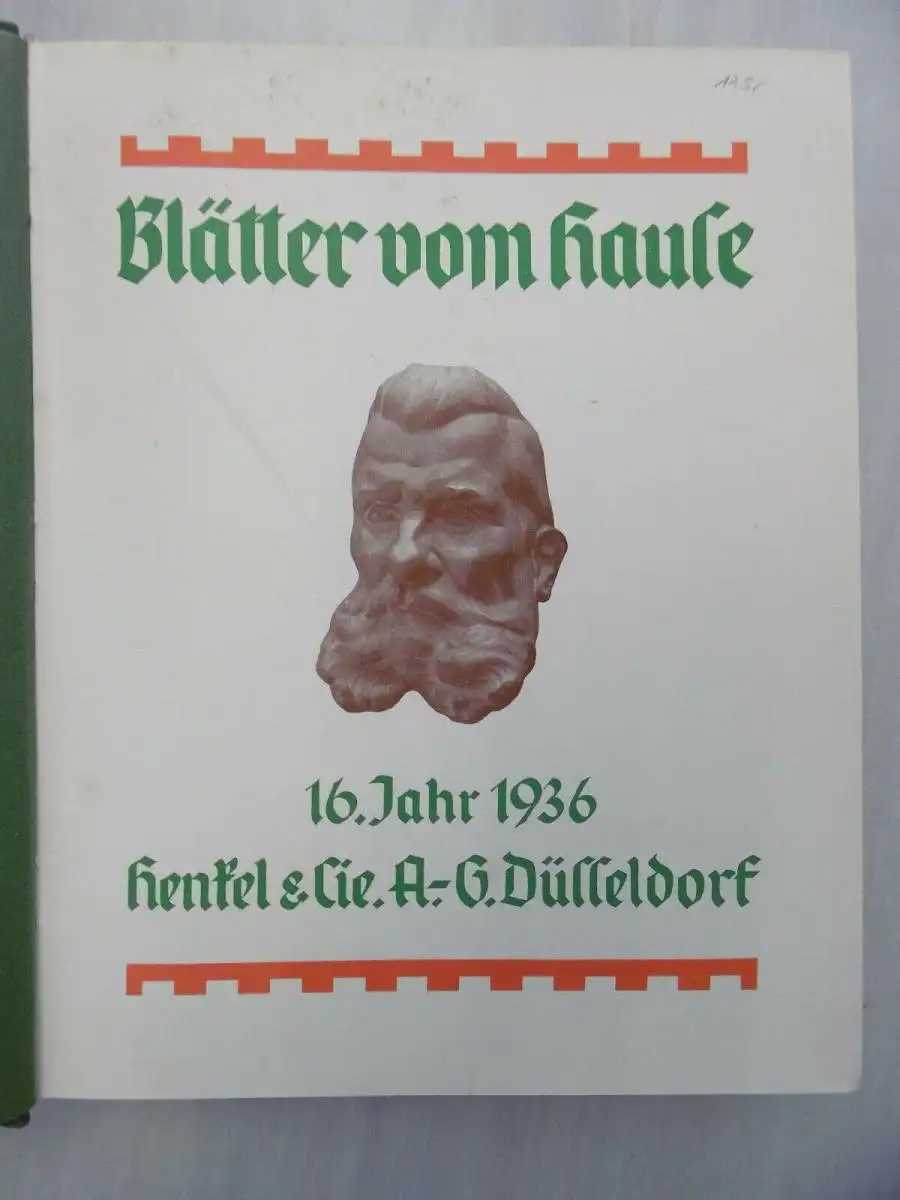 Blätter vom Hause
16. Jahr 1936
Henkel & Cie. A.-G. Düsseldorf